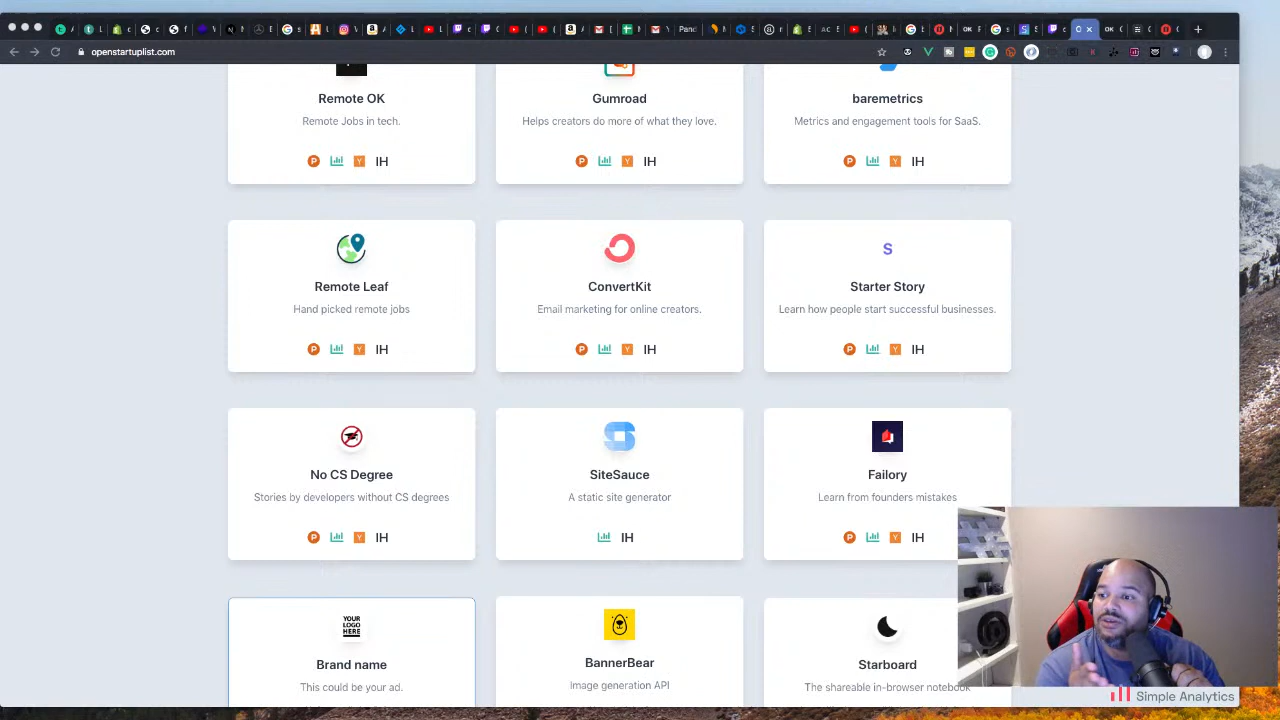 openstartuplist.com
Remote OK
Remote Jobs in tech.
IH
Gumroad
Helps creators do more of what they love.
IH
baremetrics
Metrics and engagement tools for SaaS.
IH
Remote Leaf
Hand picked remote jobs
IH
ConvertKit
Email marketing for online creators.
IH
S
Starter Story
Learn how people start successful businesses.
IH
No CS Degree
Stories by developers without CS degrees
IH
SiteSauce
A static site generator
IH
Failory
Learn from founders mistakes
IH
YOUR
LOGO
HERE
Brand name
This could be your ad.
BannerBear
Image generation API
Starboard
The shareable in-browser notebook
Simple Analytics